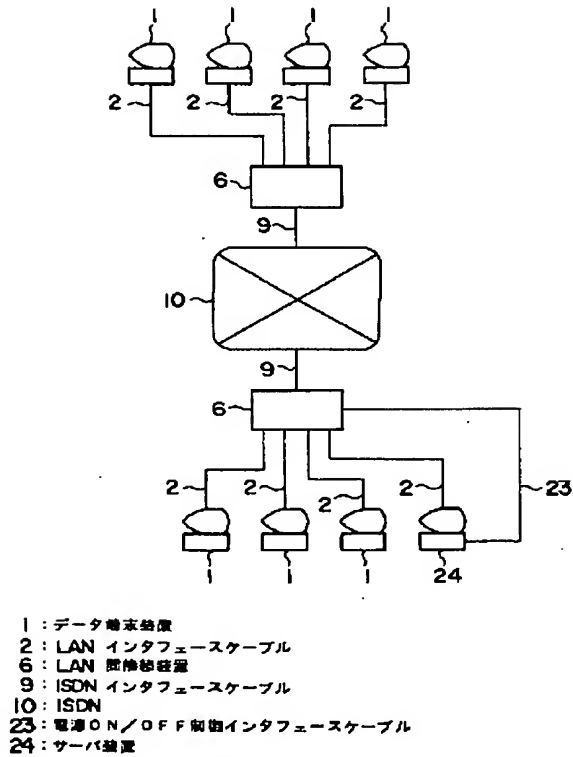 1 1 1 1
2 2 2 2
6
9
10
9
6
2 2 2 2 23
1 1 1 24
1 : データ端末装置
2 : LAN インタフェースケーブル
6 : LAN 間接続装置
9 : ISDN インタフェースケーブル
10 : ISDN
23 : 電源ON/OFF制御インタフェースケーブル
24 : サーバ装置